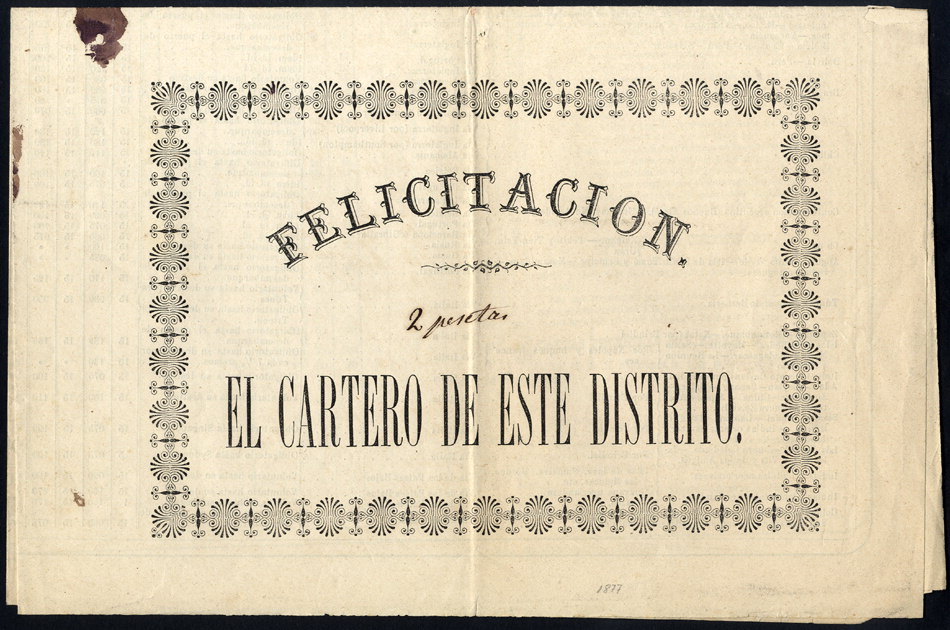 FELICITACION.
2 pesetas
EL CARTERO DE ESTE DISTRITO.
1877